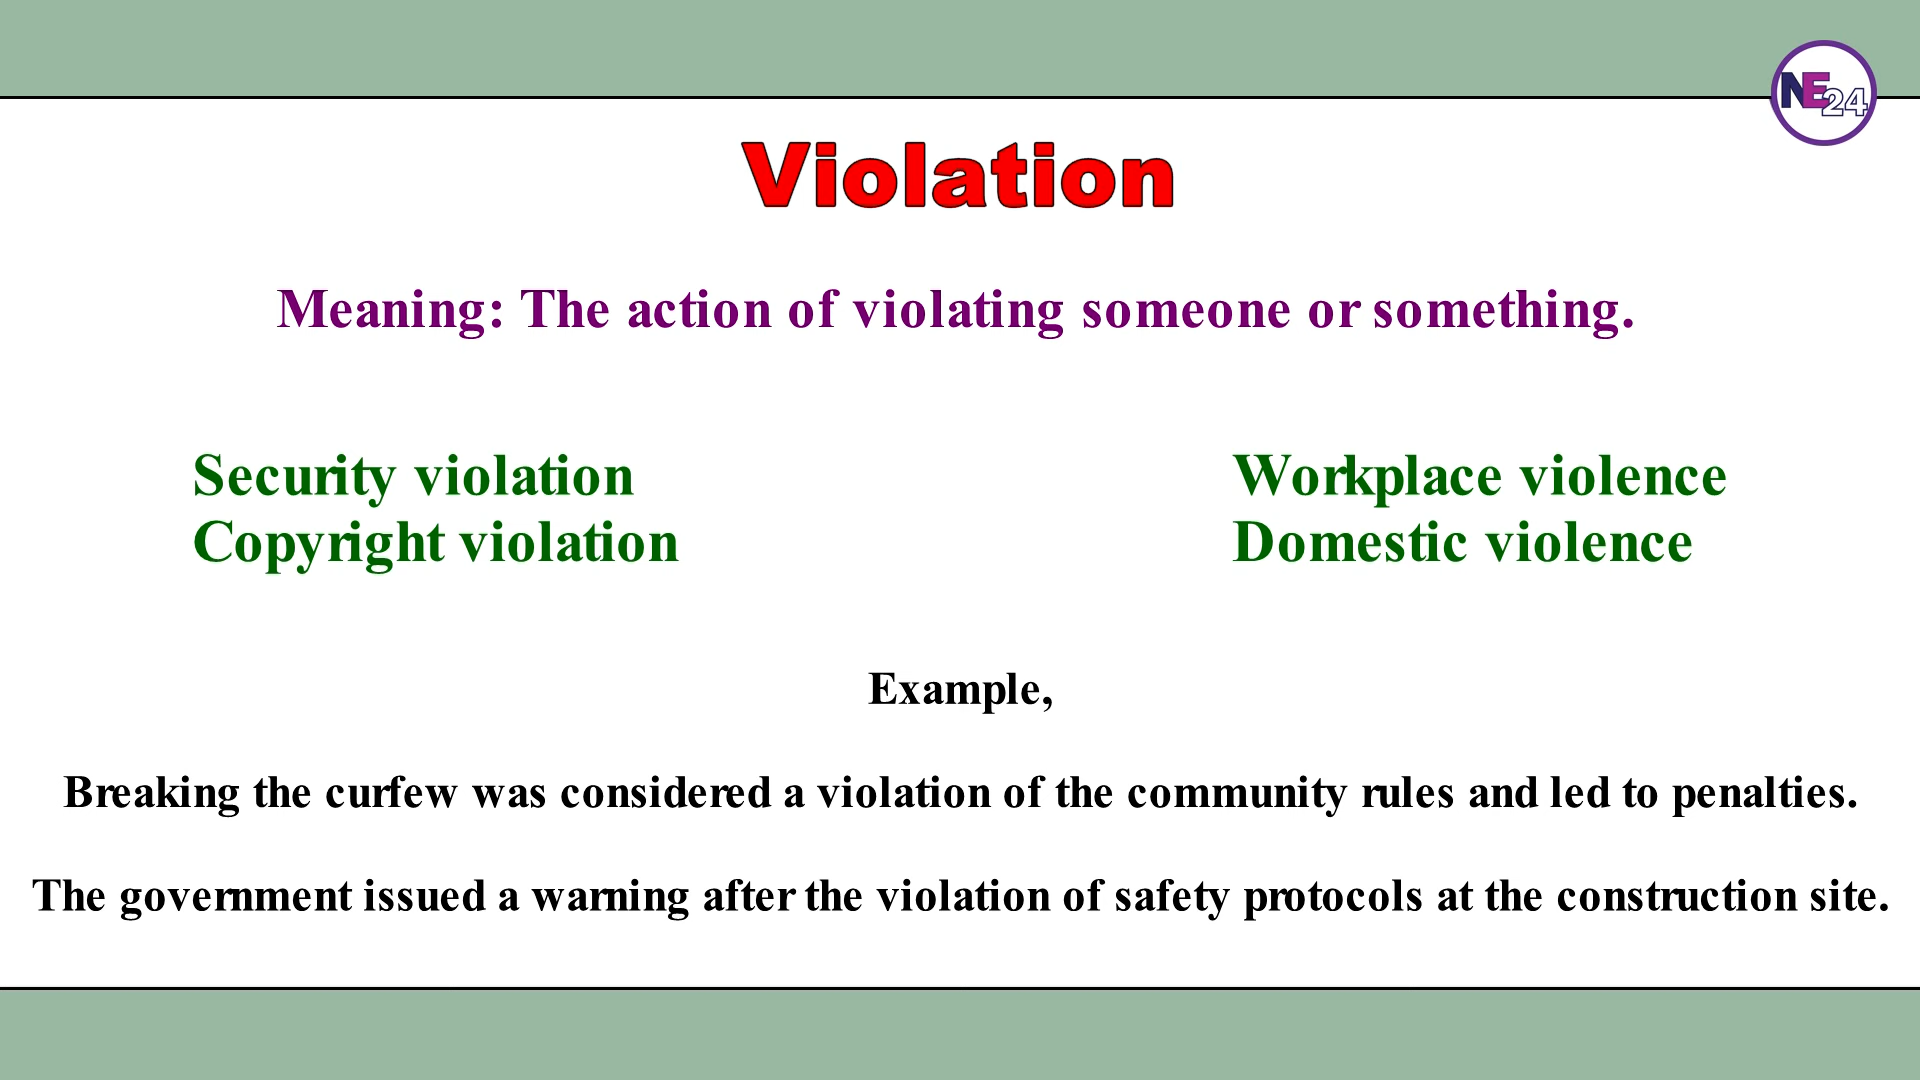 NE24
Violation
Meaning: The action of violating someone or something.
Security violation
Copyright violation
Workplace violence
Domestic violence
Example,
Breaking the curfew was considered a violation of the community rules and led to penalties.
The government issued a warning after the violation of safety protocols at the construction site.